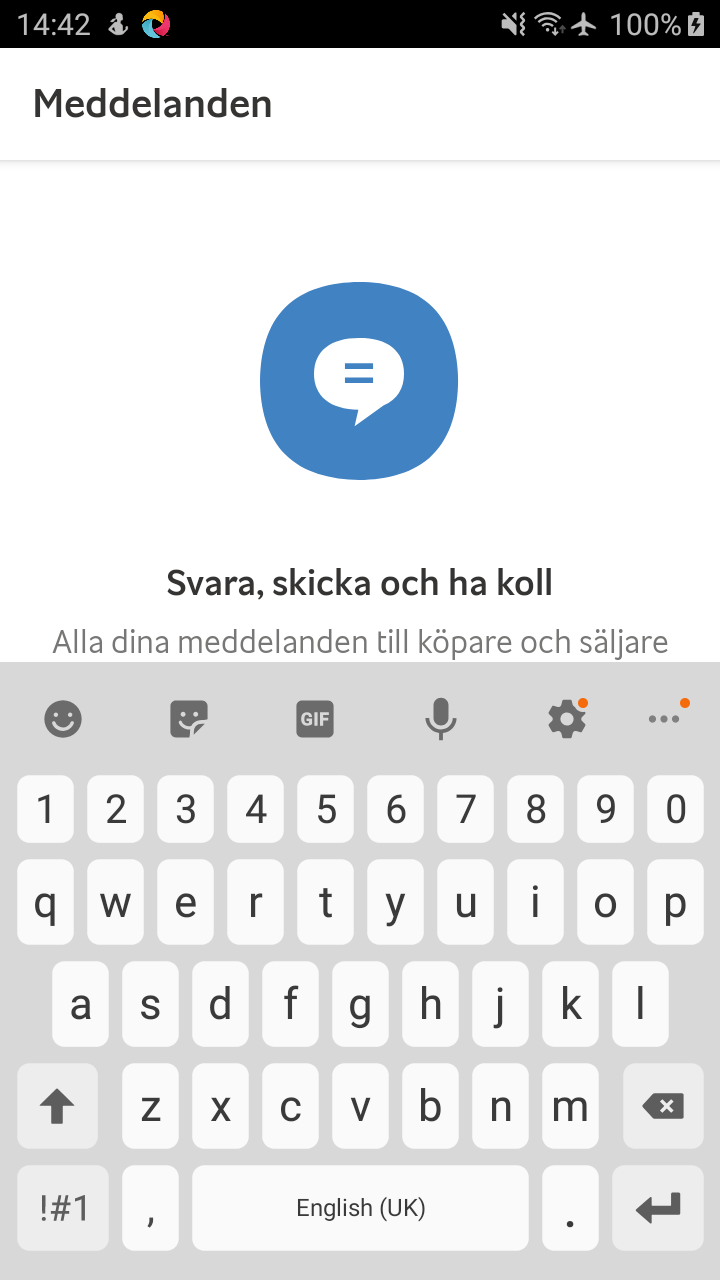 14:42 100%
Meddelanden
Svara, skicka och ha koll
Alla dina meddelanden till köpare och säljare
GIF
1 2 3 4 5 6 7 8 9 0
q w e r t y u i o p
a s d f g h j k l
z x c v b n m
!#1 , English (UK) .